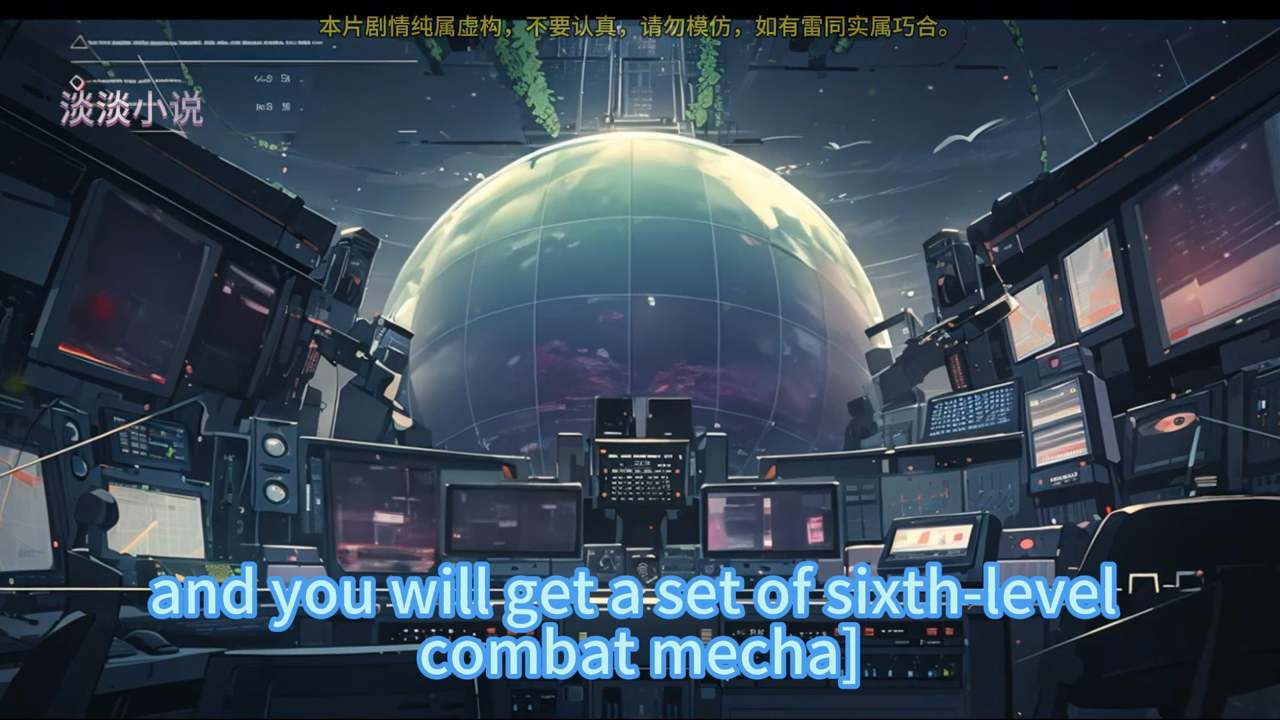 本片剧情纯属虚构，不要认真，请勿模仿，如有雷同实属巧合。
淡淡小说
and you will get a set of sixth-level
combat mecha]